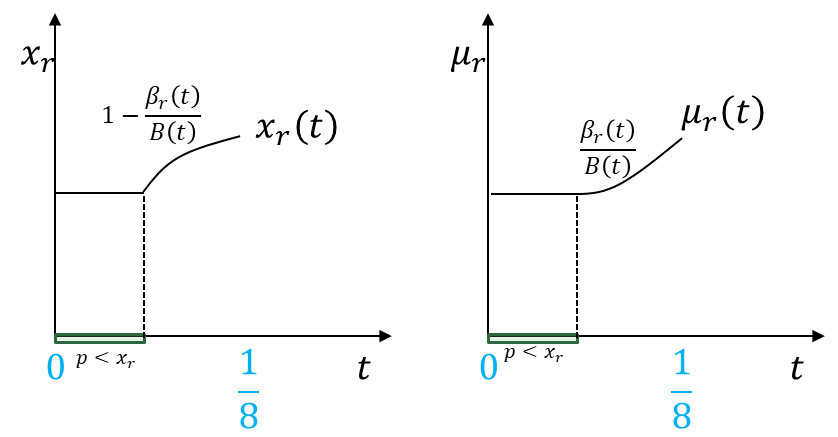 x_r
1 − β_r(t)/B(t)
x_r(t)
0
p < x_r
1/8
t
μ_r
β_r(t)/B(t)
μ_r(t)
0
p < x_r
1/8
t